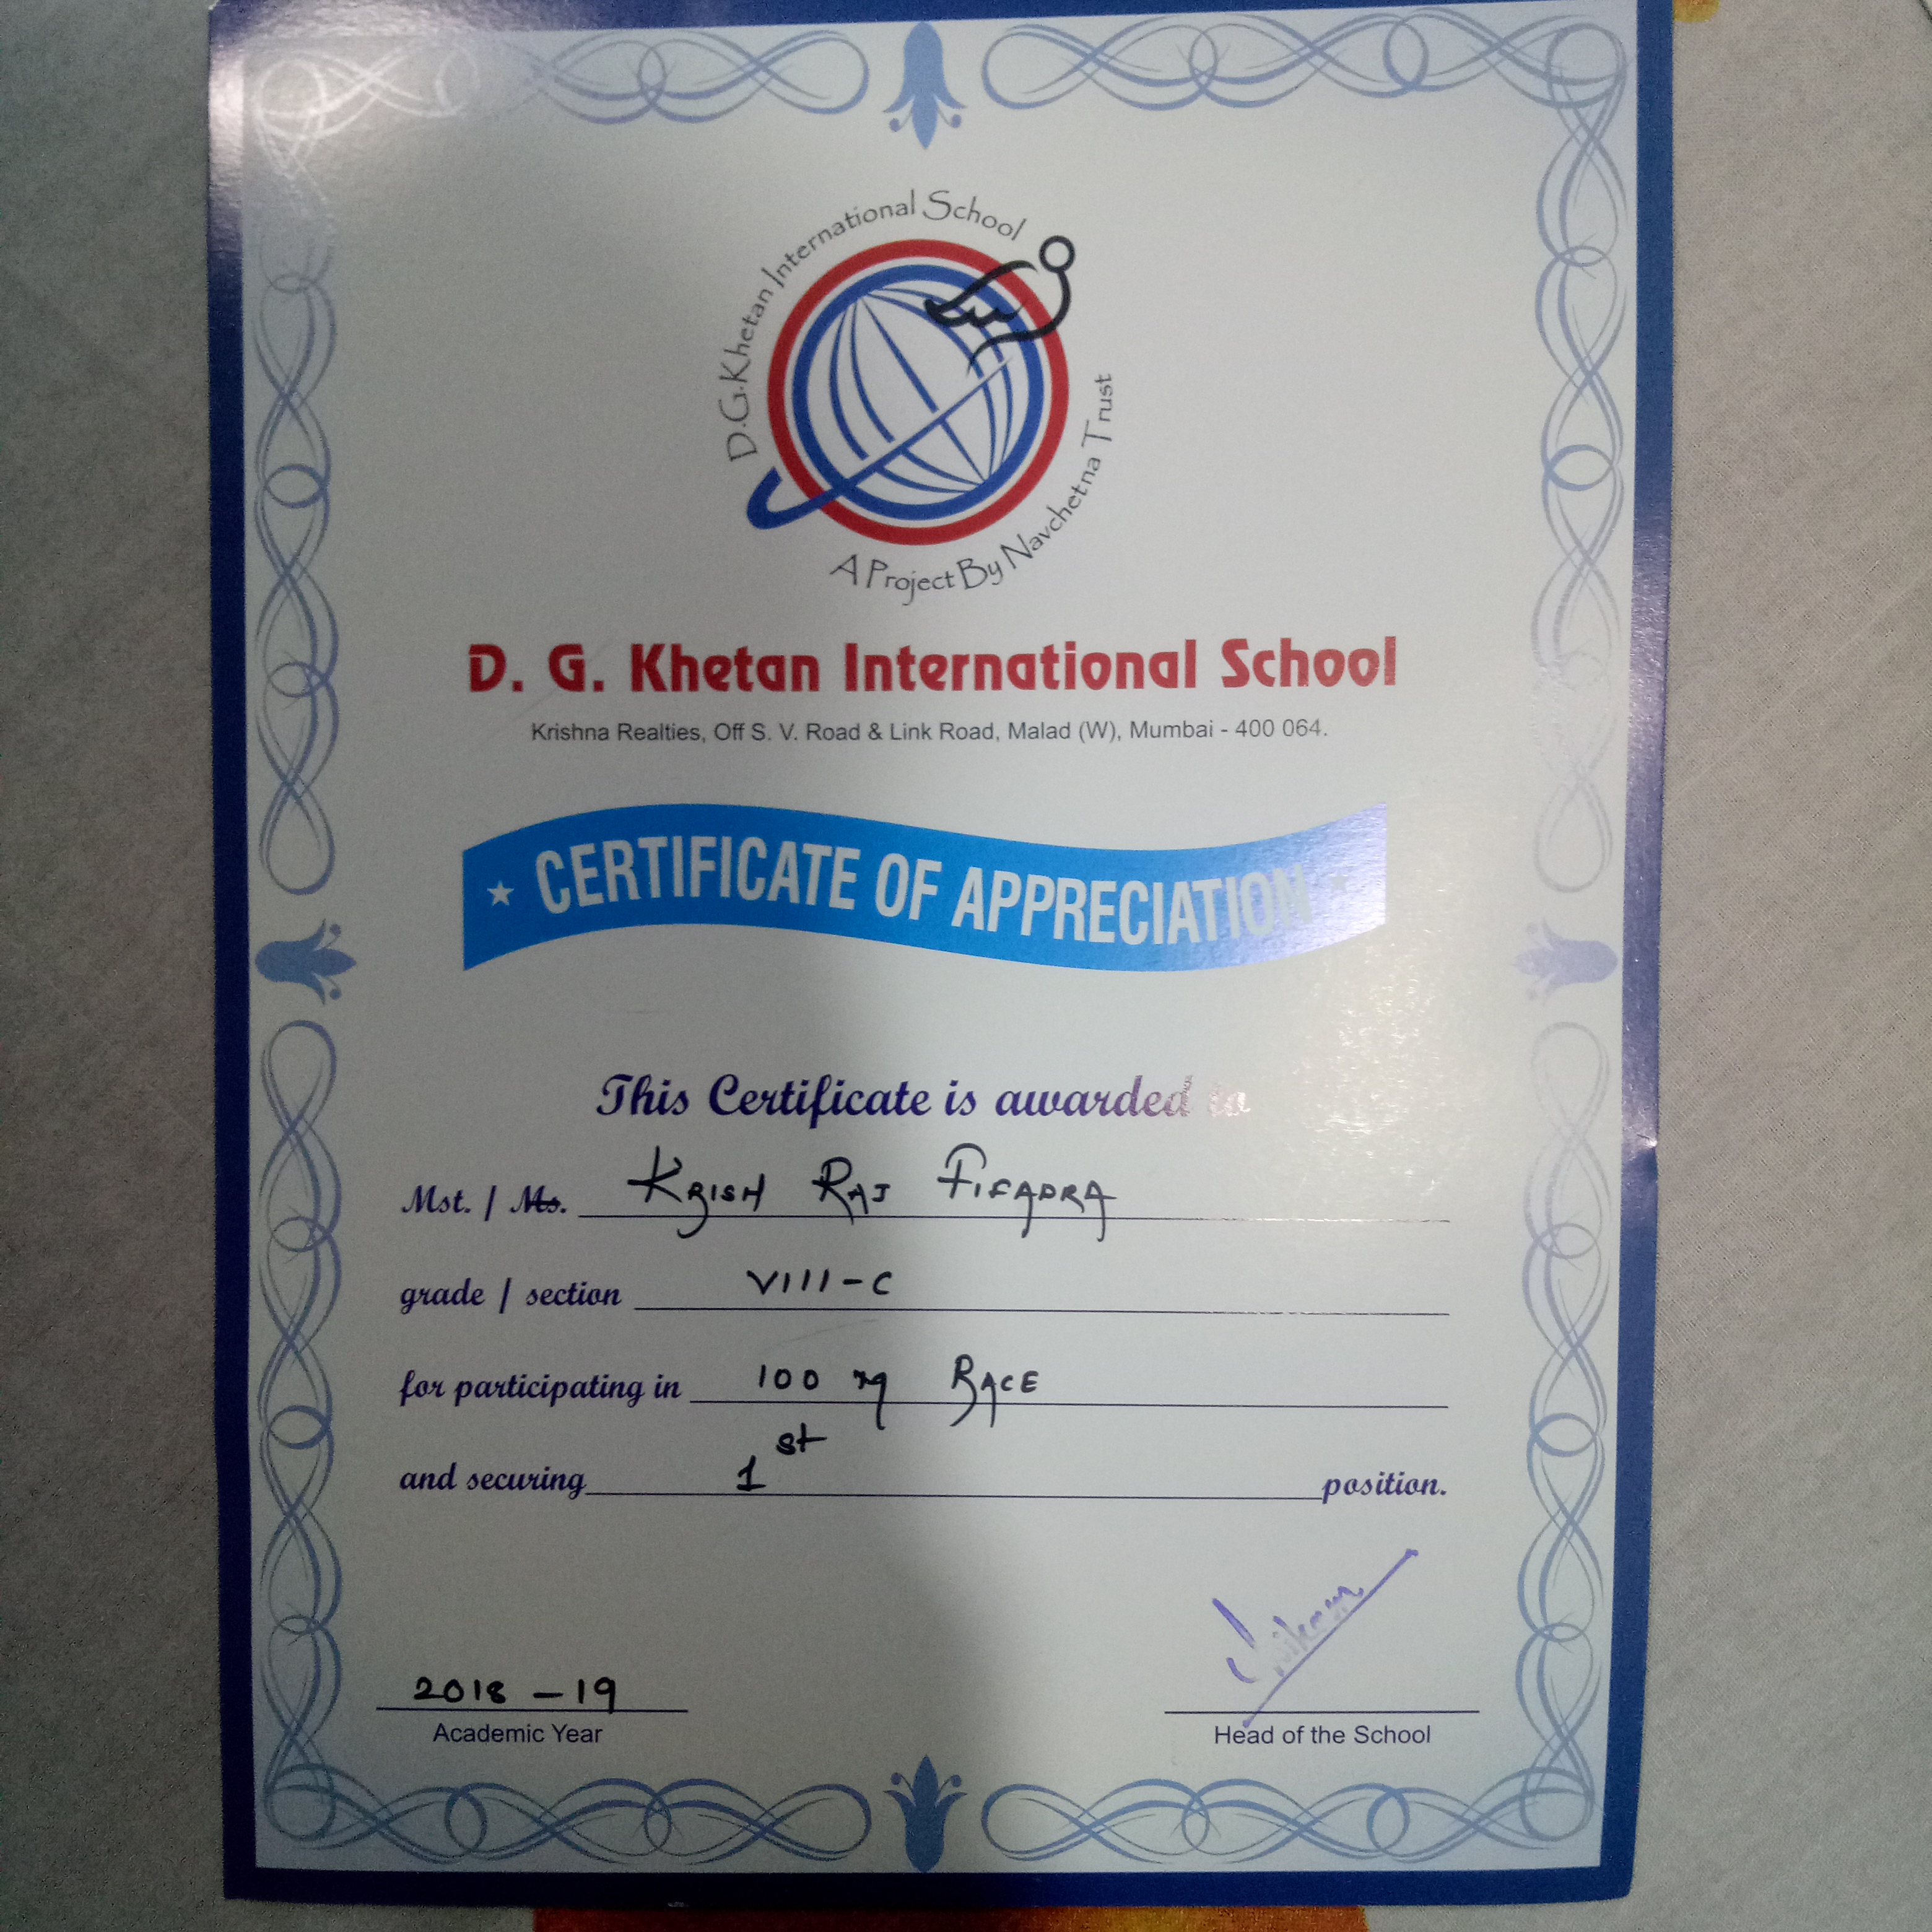 D.G.Khetan International School
A Project By Navchetna Trust
D. G. Khetan International School
Krishna Realties, Off S. V. Road & Link Road, Malad (W), Mumbai - 400 064.
CERTIFICATE OF APPRECIATION
This Certificate is awarded to
Mst. / Ms. KRISH RAJ FIFADRA
grade / section VIII-C
for participating in 100 m RACE
and securing 1st position.
2018 - 19
Academic Year
Head of the School